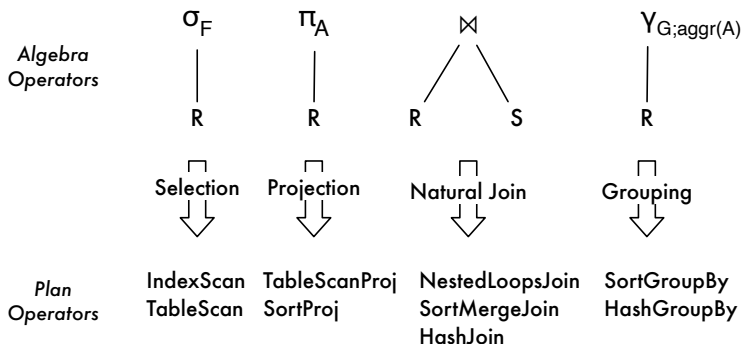 σF πA ⋈ γG;aggr(A)
Algebra
Operators
R R R S R
Selection Projection Natural Join Grouping
Plan
Operators
IndexScan TableScanProj NestedLoopsJoin SortGroupBy
TableScan SortProj SortMergeJoin HashGroupBy
HashJoin